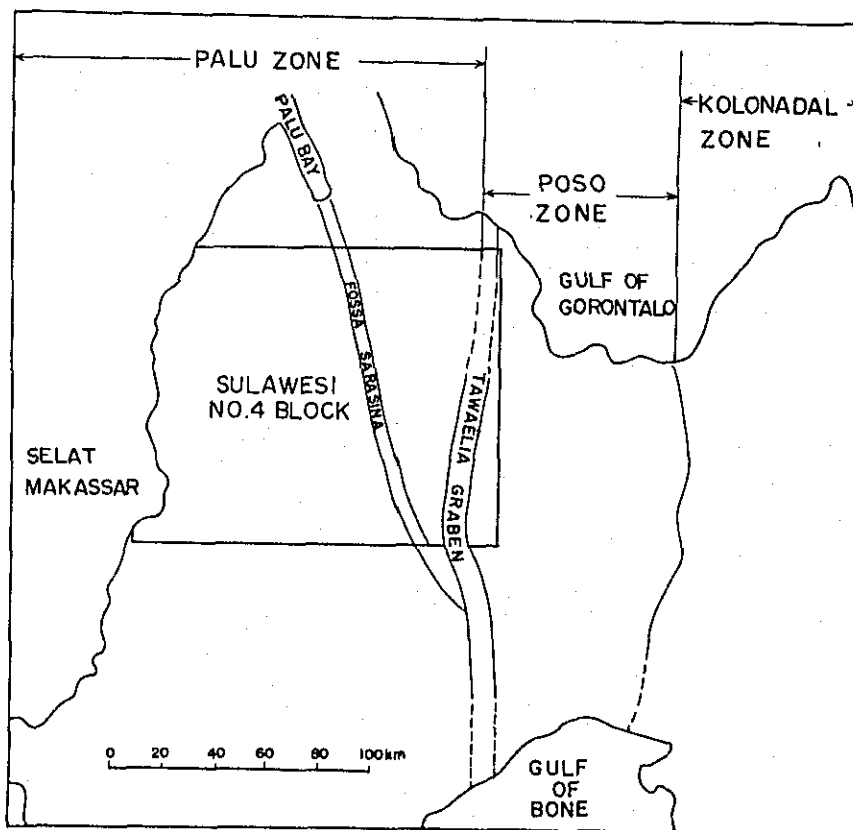 PALU ZONE
KOLONADAL
ZONE
PALU BAY
POSO
ZONE
GULF OF
GORONTALO
FOSSA SARASINA
TAWAELIA GRABEN
SULAWESI
NO.4 BLOCK
SELAT
MAKASSAR
0 20 40 60 80 100km
GULF
OF
BONE